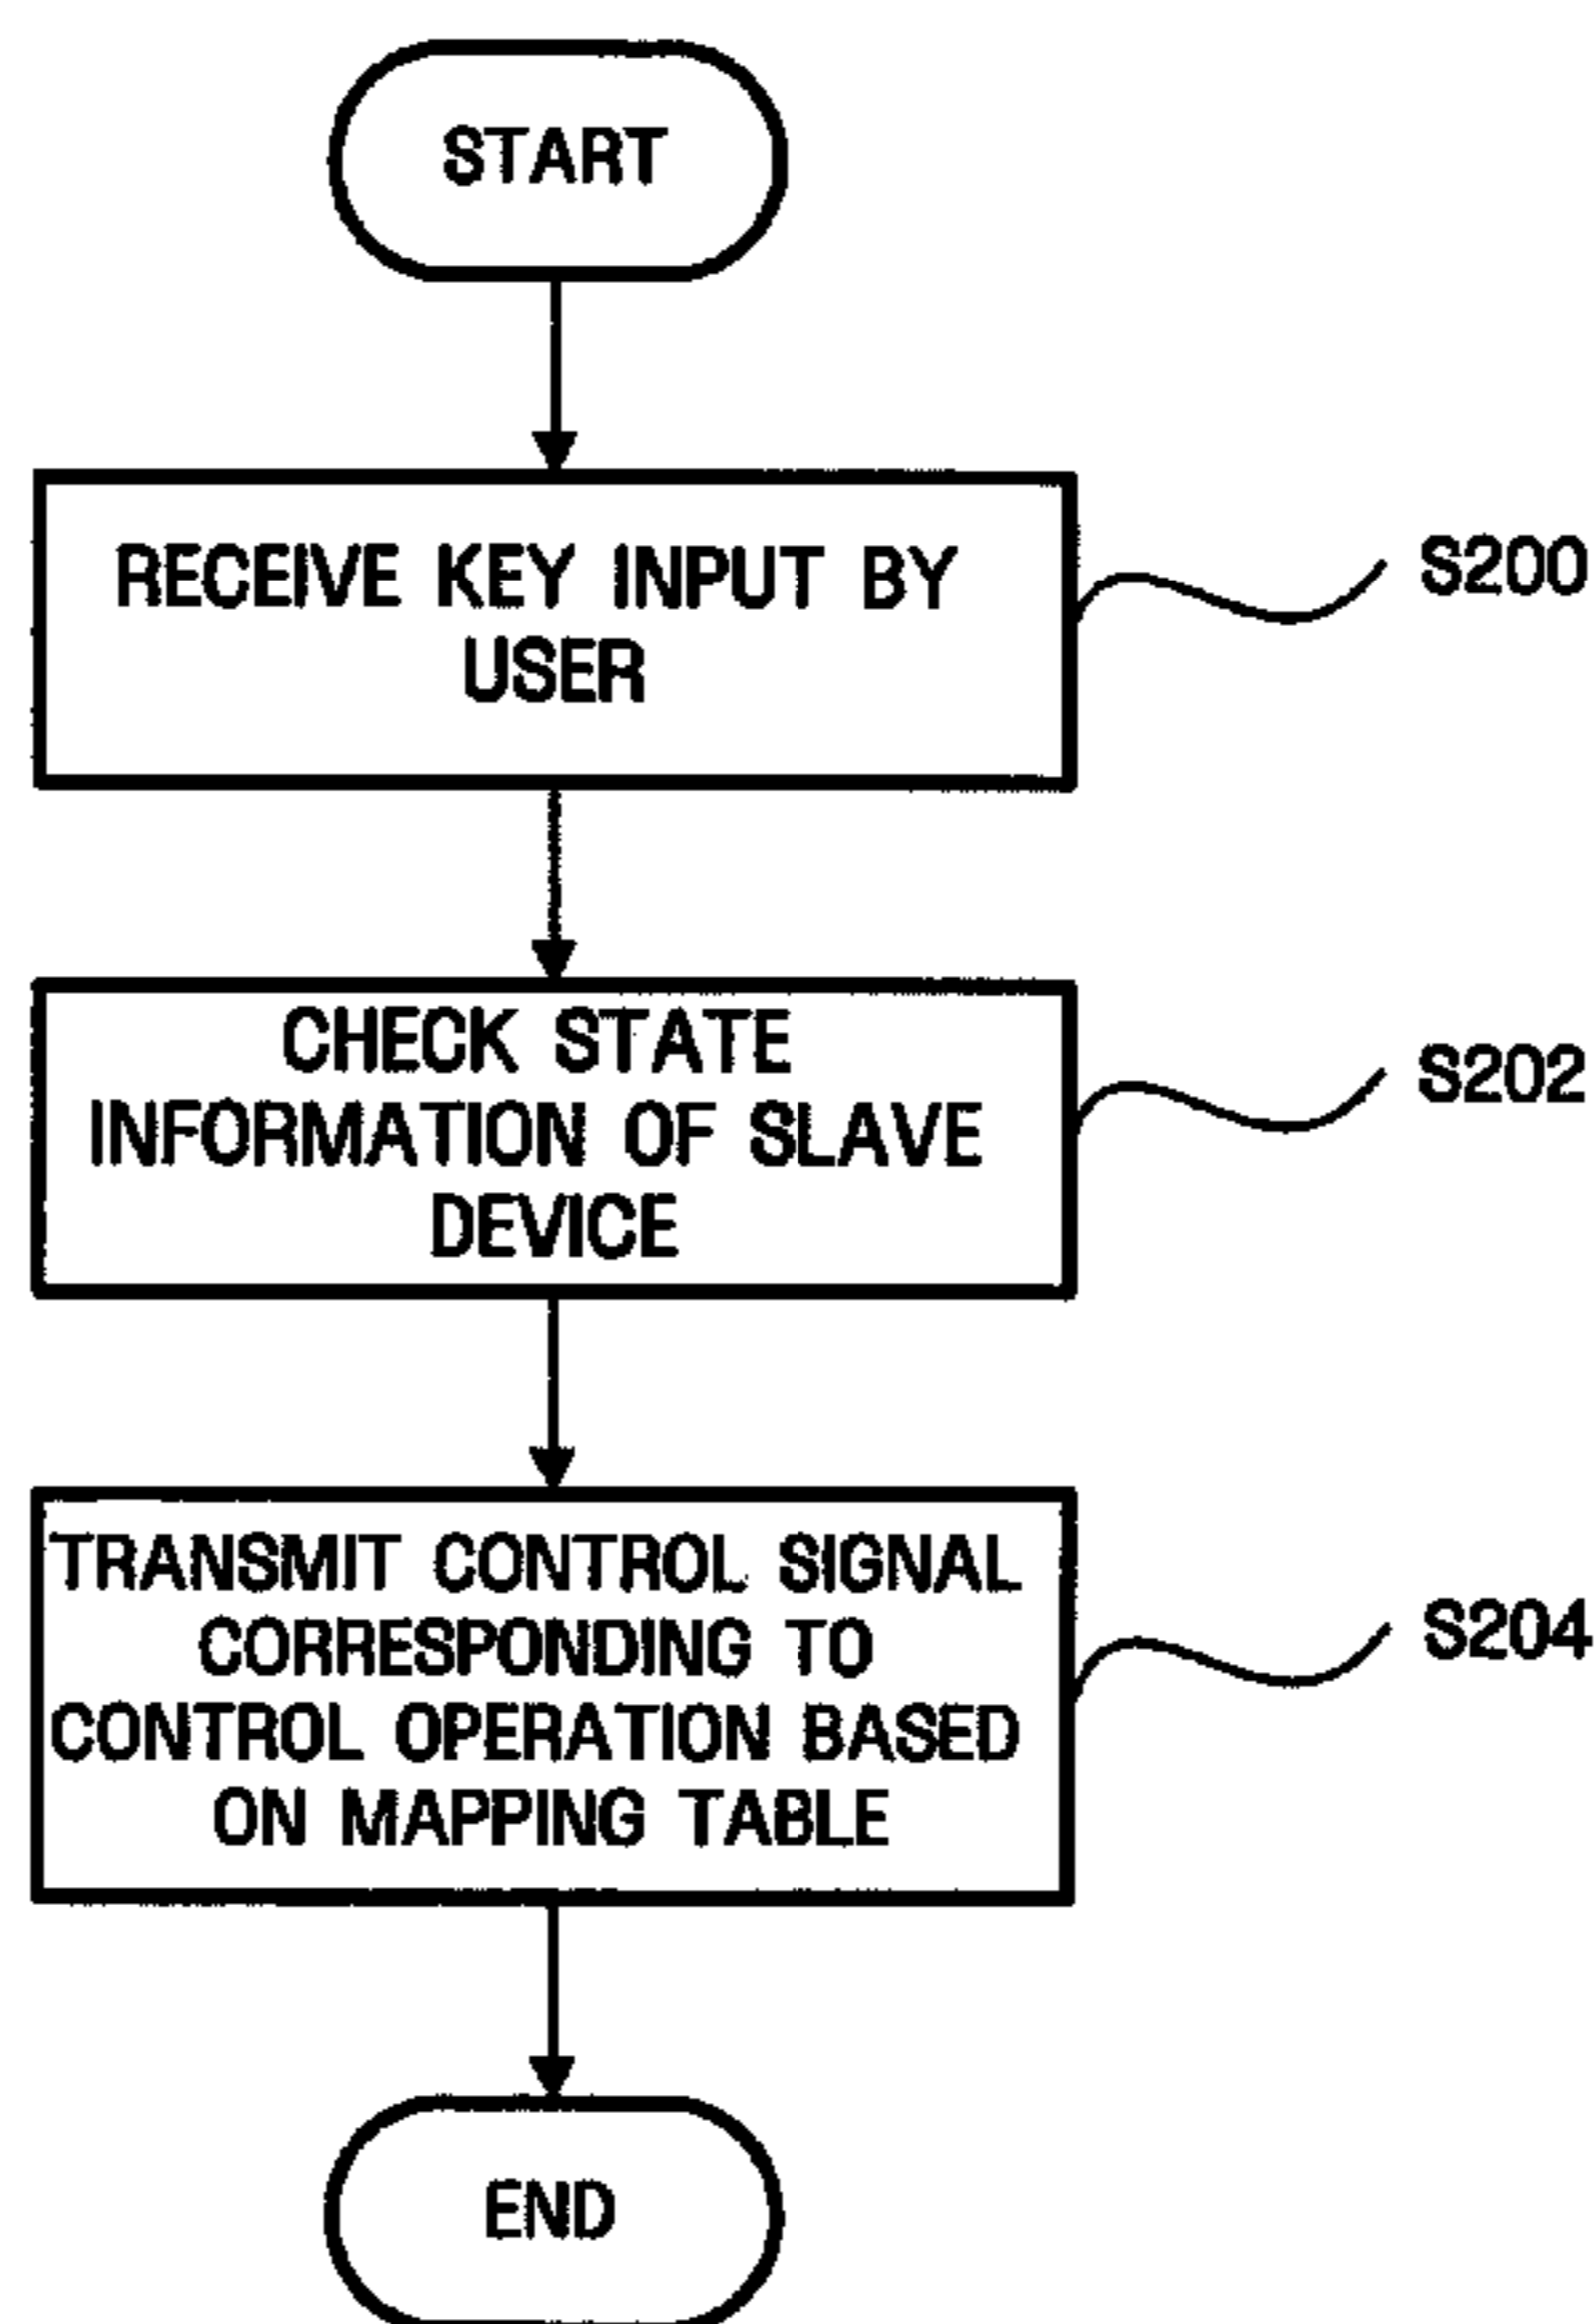 START
RECEIVE KEY INPUT BY
USER
S200
CHECK STATE
INFORMATION OF SLAVE
DEVICE
S202
TRANSMIT CONTROL SIGNAL
CORRESPONDING TO
CONTROL OPERATION BASED
ON MAPPING TABLE
S204
END